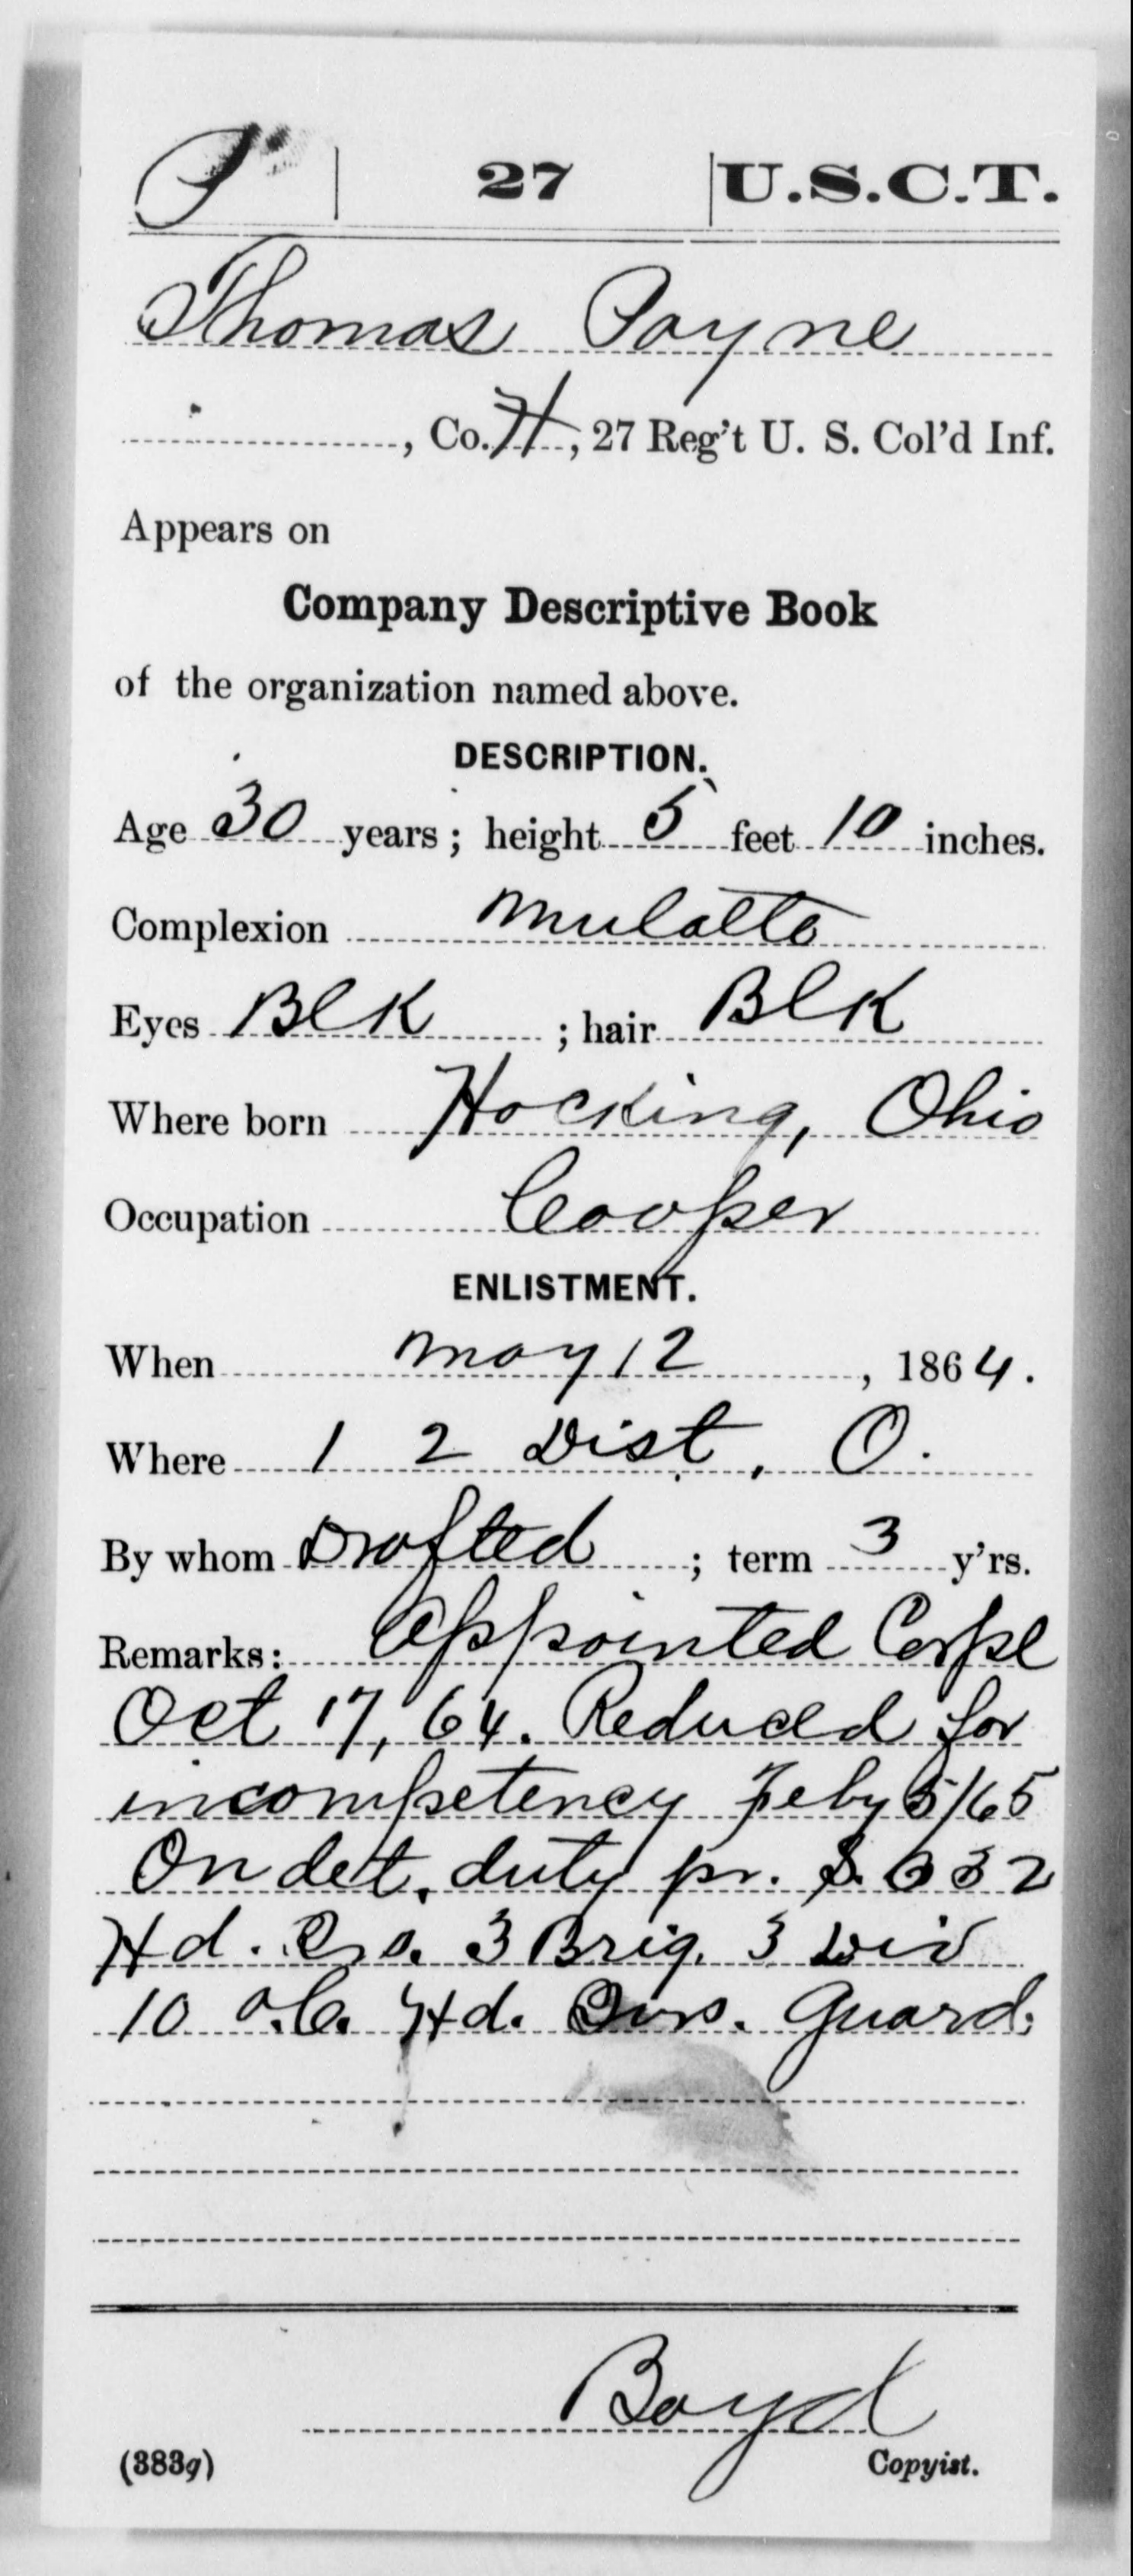 P | 27 | U.S.C.T.
Thomas Payne
, Co. H, 27 Reg't U. S. Col'd Inf.
Appears on
Company Descriptive Book
of the organization named above.
DESCRIPTION.
Age 30 years; height 5 feet 10 inches.
Complexion Mulatto
Eyes Blk ; hair Blk
Where born Hocking, Ohio
Occupation Cooper
ENLISTMENT.
When May 12, 1864.
Where 12 Dist, O.
By whom Drafted ; term 3 y'rs.
Remarks: Appointed Corpl
Oct 17, 64. Reduced for
incompetency Feby 5/65
On det. duty pr.
Hd. Qrs. 3 Brig. 3 Div
10 A.C. Hd. Qrs. Guard.
Boyd
(383g) Copyist.